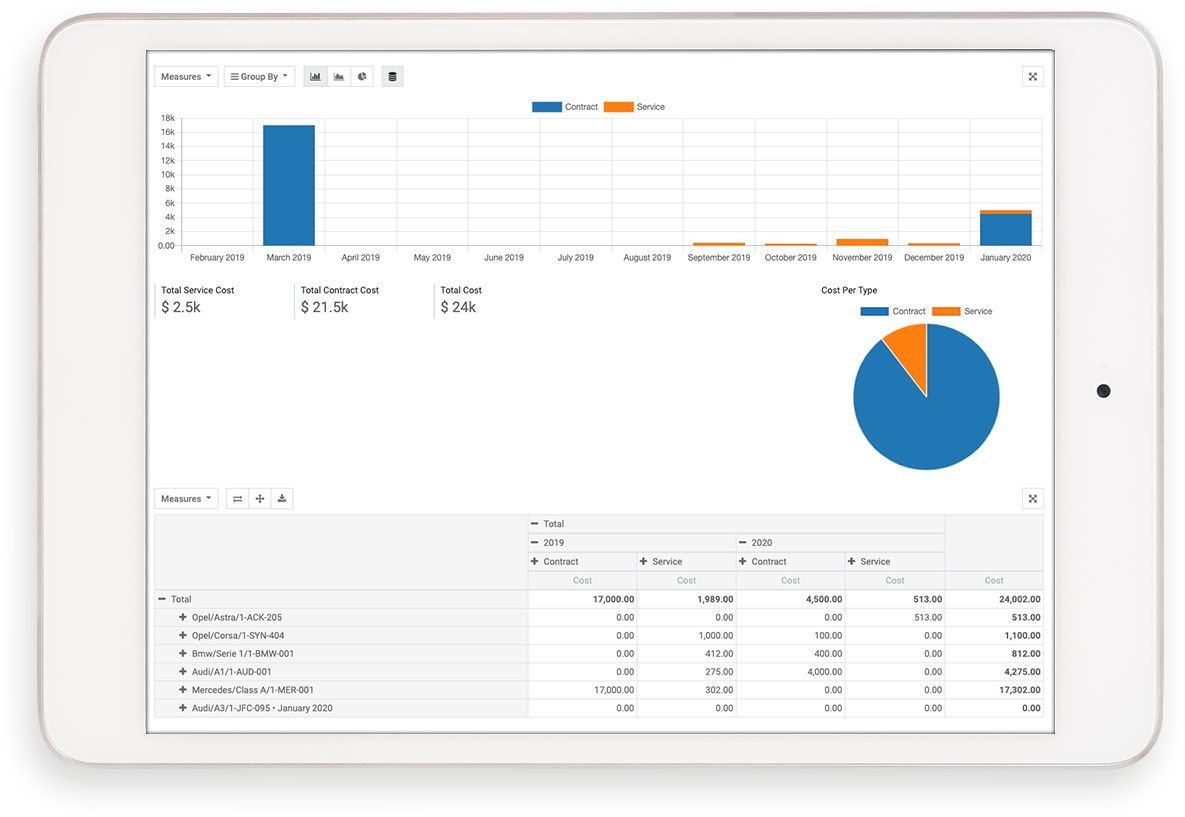 Measures Group By
Contract Service
18k
16k
14k
12k
10k
8k
6k
4k
2k
0.00
February 2019 March 2019 April 2019 May 2019 June 2019 July 2019 August 2019 September 2019 October 2019 November 2019 December 2019 January 2020
Total Service Cost Total Contract Cost Total Cost Cost Per Type
$ 2.5k $ 21.5k $ 24k
Contract Service
Measures
Total
2019 2020
Contract Service Contract Service
Cost Cost Cost Cost Cost
Total 17,000.00 1,989.00 4,500.00 513.00 24,002.00
Opel/Astra/1-ACK-205 0.00 0.00 0.00 513.00 513.00
Opel/Corsa/1-SYN-404 0.00 1,000.00 100.00 0.00 1,100.00
Bmw/Serie 1/1-BMW-001 0.00 412.00 400.00 0.00 812.00
Audi/A1/1-AUD-001 0.00 275.00 4,000.00 0.00 4,275.00
Mercedes/Class A/1-MER-001 17,000.00 302.00 0.00 0.00 17,302.00
Audi/A3/1-JFC-095 • January 2020 0.00 0.00 0.00 0.00 0.00